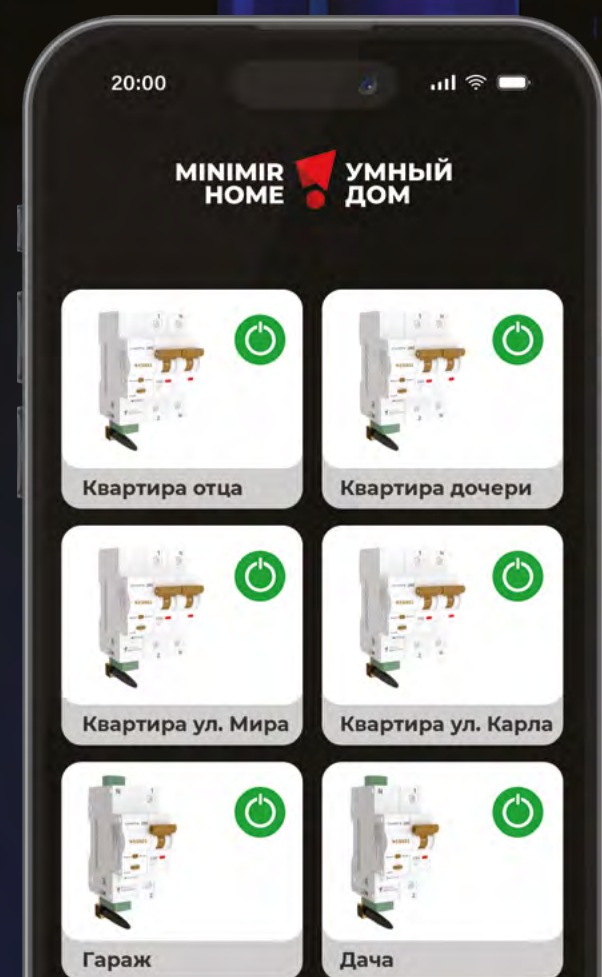 20:00
MINIMIR УМНЫЙ
HOME ДОМ
Квартира отца
Квартира дочери
Квартира ул. Мира
Квартира ул. Карла
Гараж
Дача